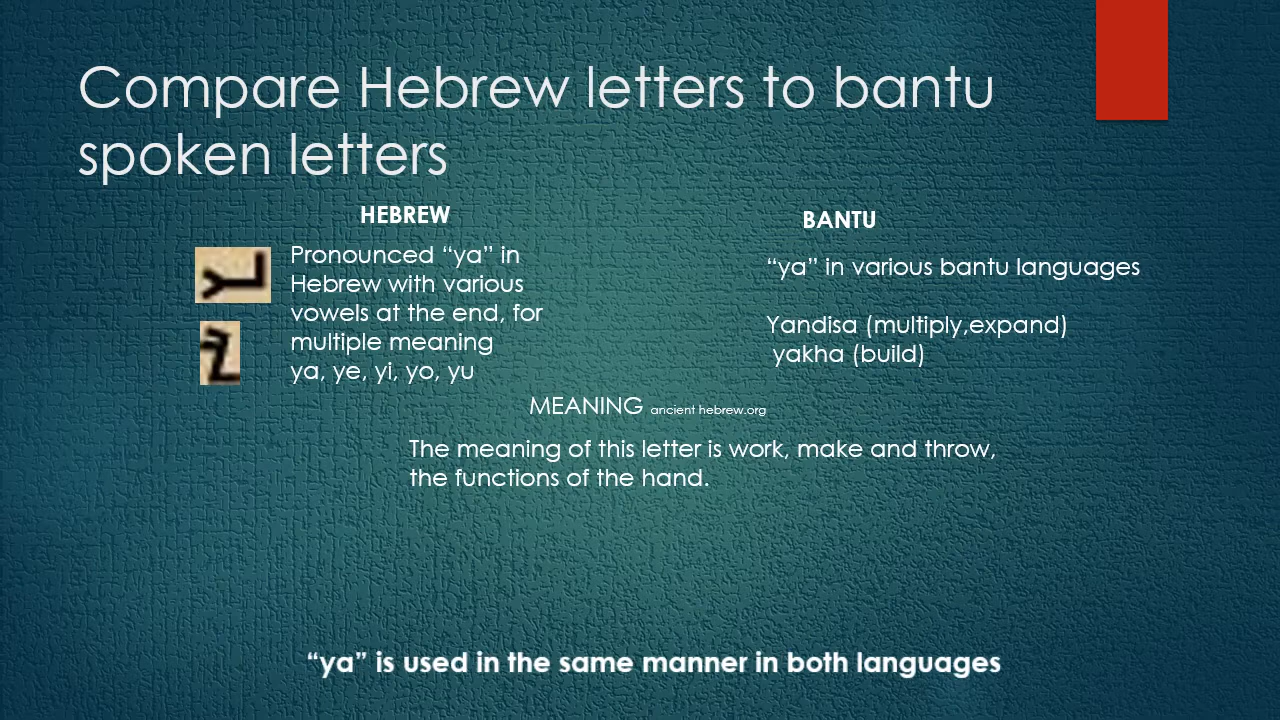 Compare Hebrew letters to bantu
spoken letters
HEBREW
Pronounced “ya” in
Hebrew with various
vowels at the end, for
multiple meaning
ya, ye, yi, yo, yu
BANTU
“ya” in various bantu languages
Yandisa (multiply,expand)
yakha (build)
MEANING ancient hebrew.org
The meaning of this letter is work, make and throw,
the functions of the hand.
“ya” is used in the same manner in both languages